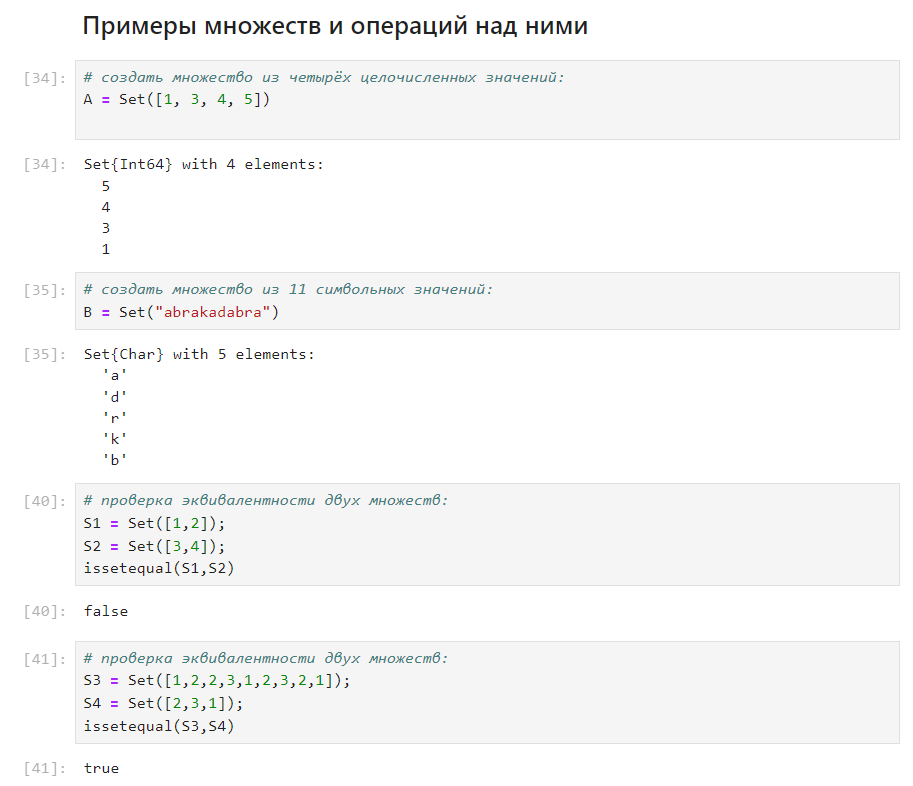 Примеры множеств и операций над ними
[34]: # создать множество из четырёх целочисленных значений:
A = Set([1, 3, 4, 5])
[34]: Set{Int64} with 4 elements:
5
4
3
1
[35]: # создать множество из 11 символьных значений:
B = Set("abrakadabra")
[35]: Set{Char} with 5 elements:
'a'
'd'
'r'
'k'
'b'
[40]: # проверка эквивалентности двух множеств:
S1 = Set([1,2]);
S2 = Set([3,4]);
issetequal(S1,S2)
[40]: false
[41]: # проверка эквивалентности двух множеств:
S3 = Set([1,2,2,3,1,2,3,2,1]);
S4 = Set([2,3,1]);
issetequal(S3,S4)
[41]: true